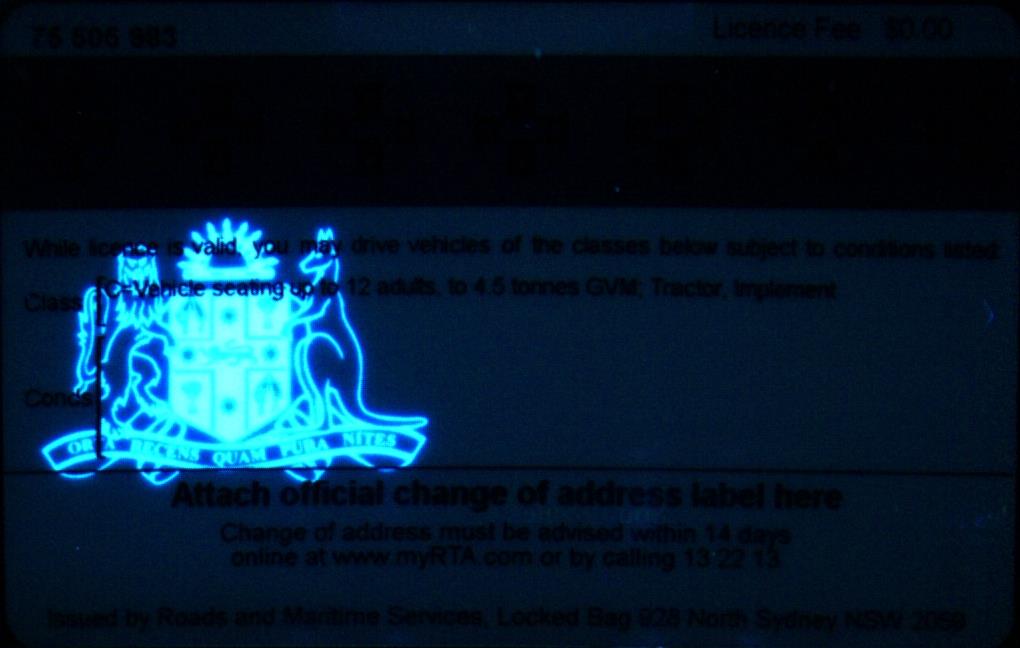 75 506 983
Licence Fee $0.00
While licence is valid, you may drive vehicles of the classes below subject to conditions listed:
Class C-Vehicle seating up to 12 adults, to 4.5 tonnes GVM; Tractor, Implement
Conds
ORTA RECENS QUAM PURA NITES
Attach official change of address label here
Change of address must be advised within 14 days
online at www.myRTA.com or by calling 13 22 13
Issued by Roads and Maritime Services, Locked Bag 928 North Sydney NSW 2059